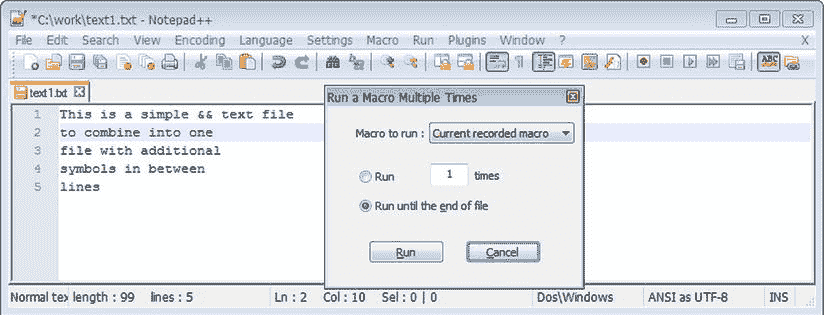 *C:\work\text1.txt - Notepad++
File Edit Search View Encoding Language Settings Macro Run Plugins Window ? X
text1.txt
1 This is a simple && text file
2 to combine into one
3 file with additional
4 symbols in between
5 lines
Run a Macro Multiple Times
Macro to run : Current recorded macro
Run 1 times
Run until the end of file
Run Cancel
Normal tex length : 99 lines : 5 Ln : 2 Col : 10 Sel : 0 | 0 Dos\Windows ANSI as UTF-8 INS